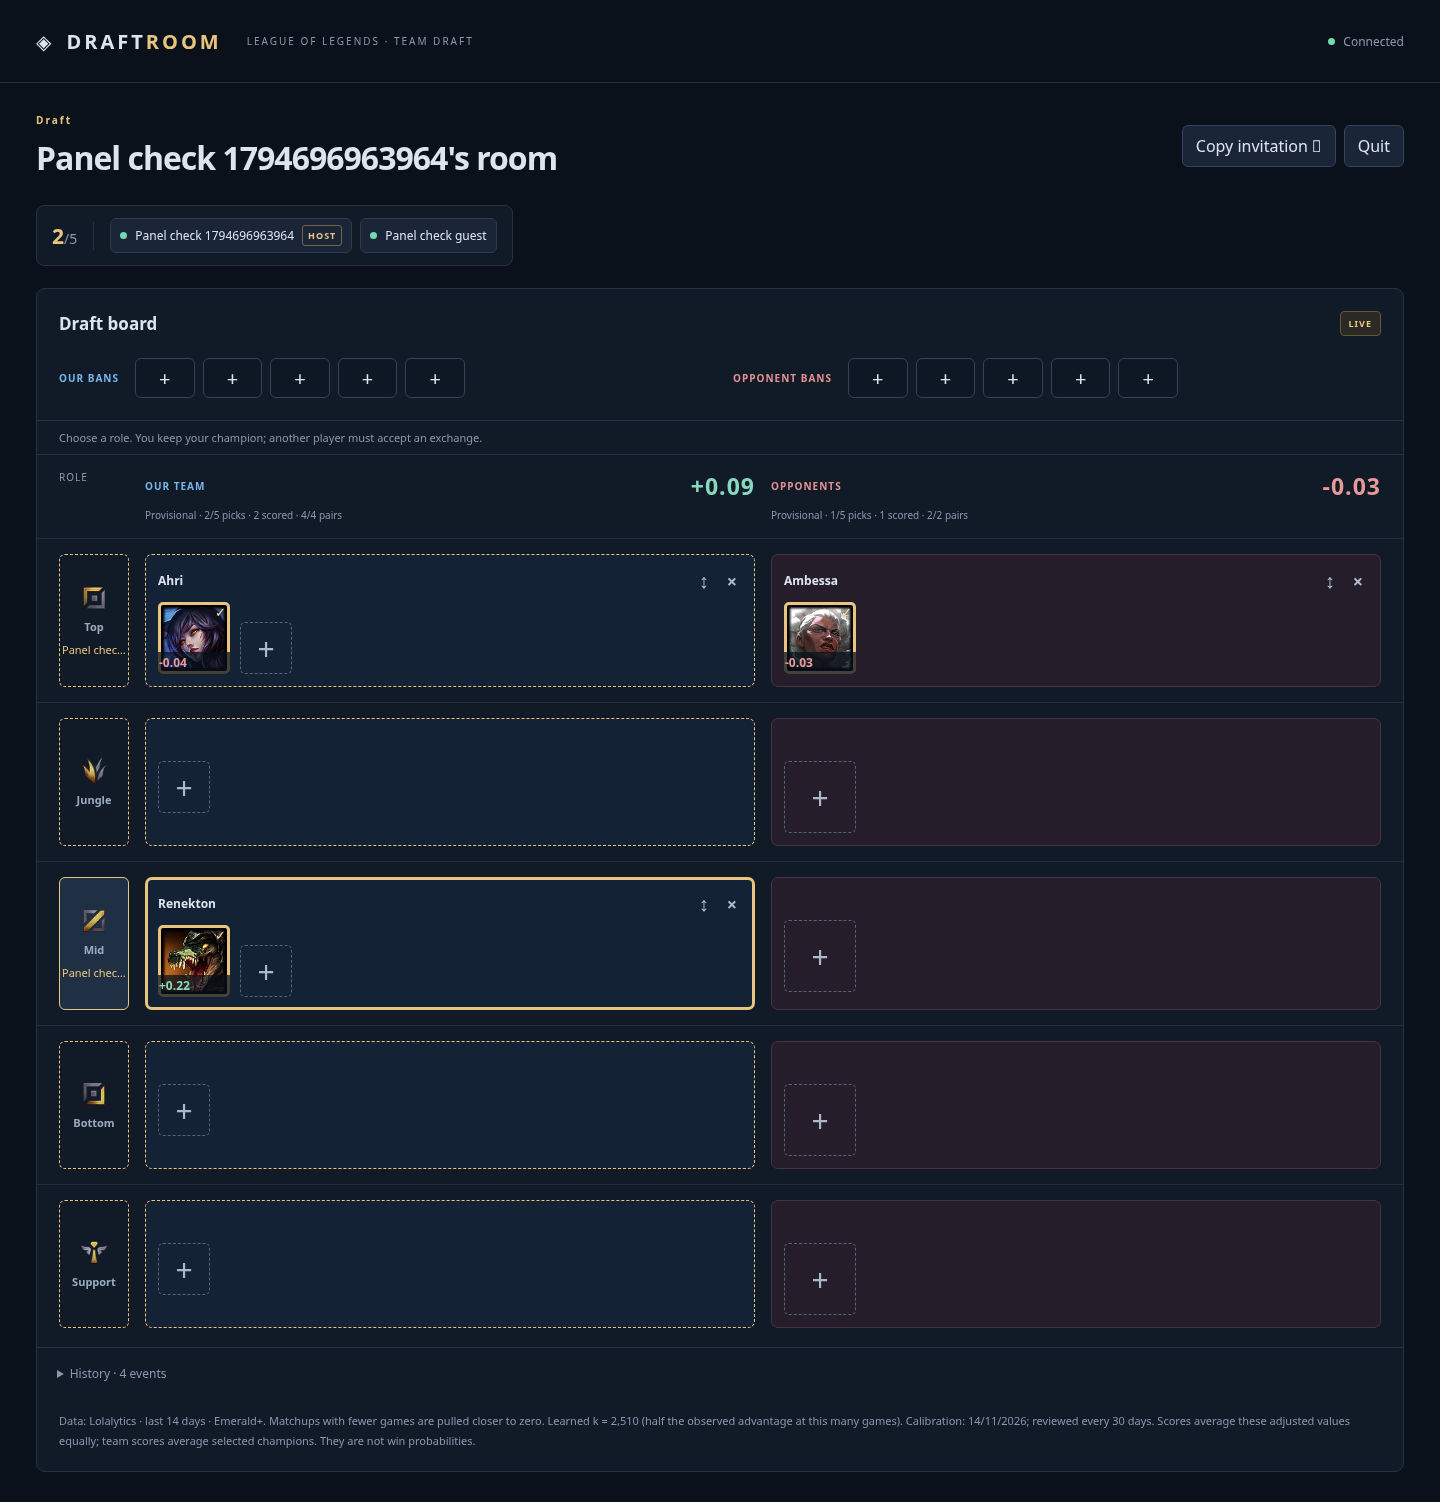 ◈ DRAFTROOM LEAGUE OF LEGENDS · TEAM DRAFT Connected
Draft
Panel check 1794696963964's room
Copy invitation Quit
2/5 Panel check 1794696963964 HOST Panel check guest
Draft board LIVE
OUR BANS + + + + + OPPONENT BANS + + + + +
Choose a role. You keep your champion; another player must accept an exchange.
ROLE OUR TEAM +0.09 OPPONENTS -0.03
Provisional · 2/5 picks · 2 scored · 4/4 pairs Provisional · 1/5 picks · 1 scored · 2/2 pairs
Ahri ↕ × Ambessa ↕ ×
Top
Panel chec...
✓
-0.04 + -0.03
Jungle + +
Renekton ↕ ×
Mid
Panel chec...
+0.22 + +
Bottom + +
Support + +
▶ History · 4 events
Data: Lolalytics · last 14 days · Emerald+. Matchups with fewer games are pulled closer to zero. Learned k = 2,510 (half the observed advantage at this many games). Calibration: 14/11/2026; reviewed every 30 days. Scores average these adjusted values
equally; team scores average selected champions. They are not win probabilities.